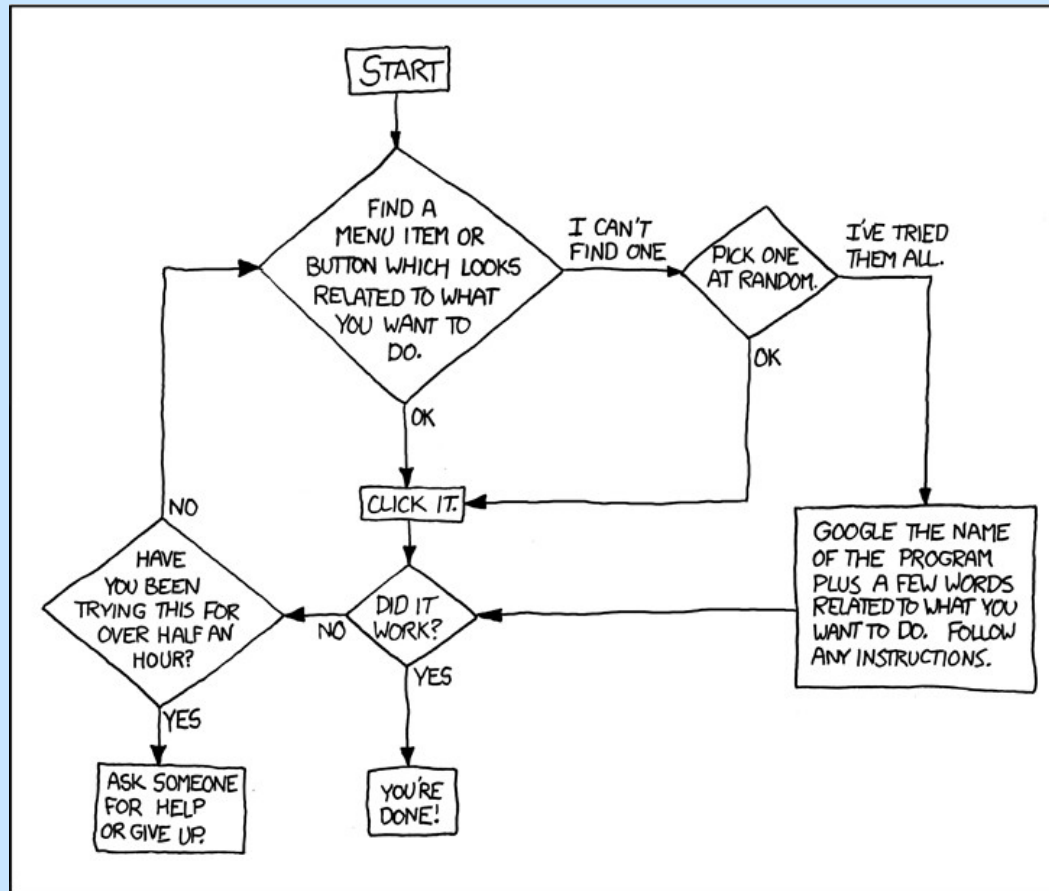 START
FIND A
MENU ITEM OR
BUTTON WHICH LOOKS
RELATED TO WHAT
YOU WANT TO
DO.
I CAN'T
FIND ONE
PICK ONE
AT RANDOM.
I'VE TRIED
THEM ALL.
OK
OK
CLICK IT.
NO
HAVE
YOU BEEN
TRYING THIS FOR
OVER HALF AN
HOUR?
NO
DID IT
WORK?
GOOGLE THE NAME
OF THE PROGRAM
PLUS A FEW WORDS
RELATED TO WHAT YOU
WANT TO DO. FOLLOW
ANY INSTRUCTIONS.
YES
YES
ASK SOMEONE
FOR HELP
OR GIVE UP.
YOU'RE
DONE!